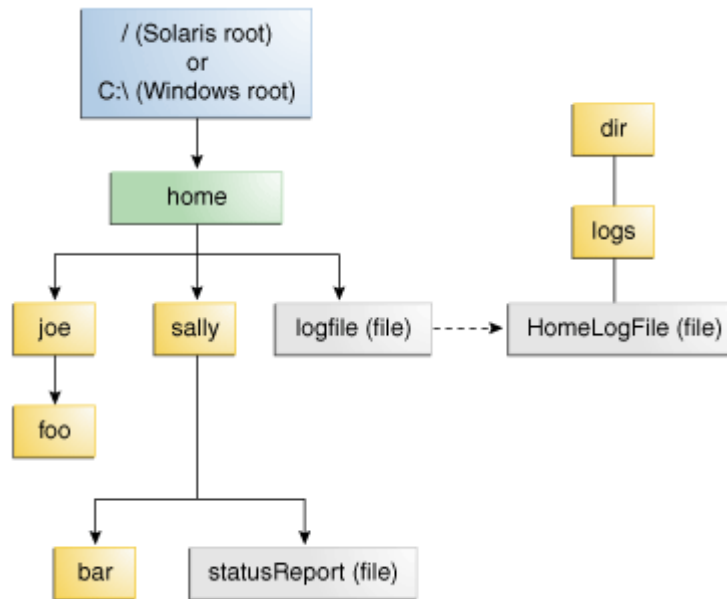 / (Solaris root)
or
C:\ (Windows root)
dir
home
logs
joe
sally
logfile (file)
HomeLogFile (file)
foo
bar
statusReport (file)